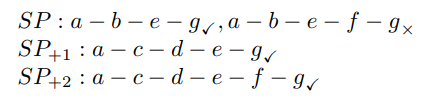 SP : a − b − e − g✓, a − b − e − f − g×
SP+1 : a − c − d − e − g✓
SP+2 : a − c − d − e − f − g✓